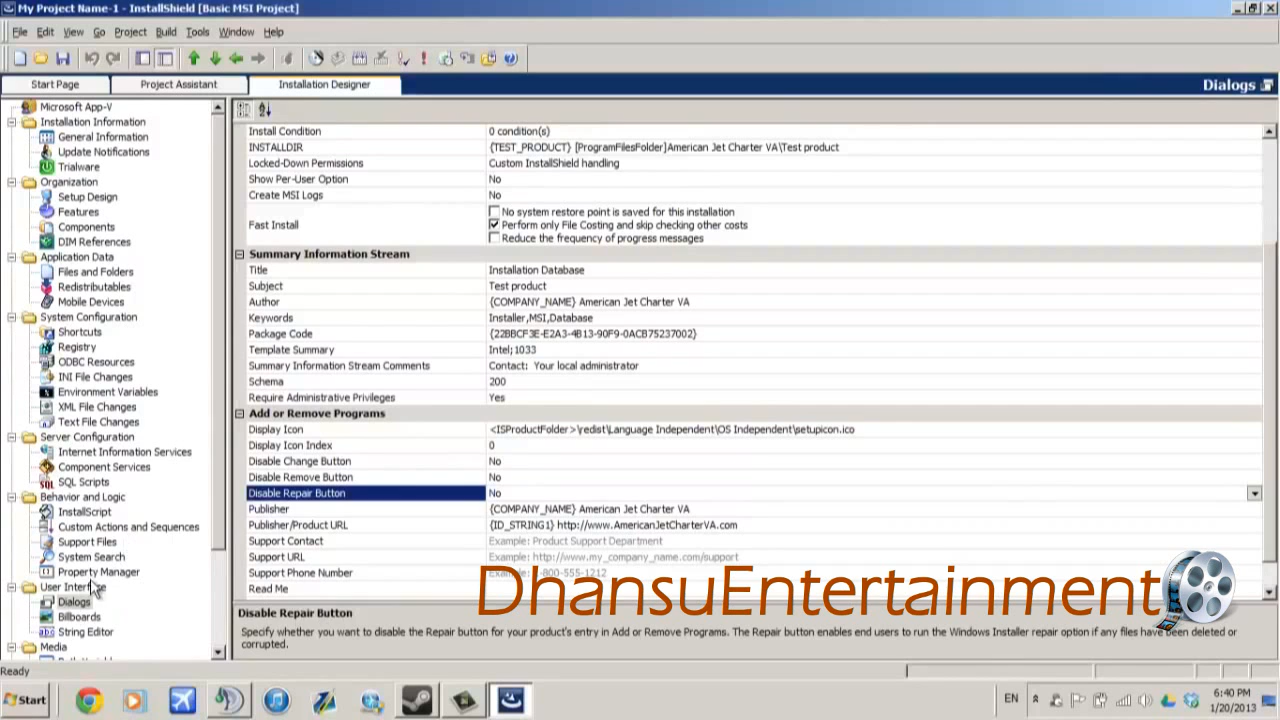 My Project Name-1 - InstallShield [Basic MSI Project]
File Edit View Go Project Build Tools Window Help
Start Page Project Assistant Installation Designer Dialogs
Microsoft App-V
Installation Information
General Information
Update Notifications
Trialware
Organization
Setup Design
Features
Components
DIM References
Application Data
Files and Folders
Redistributables
Mobile Devices
System Configuration
Shortcuts
Registry
ODBC Resources
INI File Changes
Environment Variables
XML File Changes
Text File Changes
Server Configuration
Internet Information Services
Component Services
SQL Scripts
Behavior and Logic
InstallScript
Custom Actions and Sequences
Support Files
System Search
Property Manager
User Interface
Dialogs
Billboards
String Editor
Media
Install Condition 0 condition(s)
INSTALLDIR {TEST_PRODUCT} [ProgramFilesFolder]American Jet Charter VA\Test product
Locked-Down Permissions Custom InstallShield handling
Show Per-User Option No
Create MSI Logs No
No system restore point is saved for this installation
Fast Install Perform only File Costing and skip checking other costs
Reduce the frequency of progress messages
Summary Information Stream
Title Installation Database
Subject Test product
Author {COMPANY_NAME} American Jet Charter VA
Keywords Installer,MSI,Database
Package Code {22BBCF3E-E2A3-4B13-90F9-0ACB75237002}
Template Summary Intel;1033
Summary Information Stream Comments Contact: Your local administrator
Schema 200
Require Administrative Privileges Yes
Add or Remove Programs
Display Icon <ISProductFolder>\redist\Language Independent\OS Independent\setupicon.ico
Display Icon Index 0
Disable Change Button No
Disable Remove Button No
Disable Repair Button No
Publisher {COMPANY_NAME} American Jet Charter VA
Publisher/Product URL {ID_STRING1} http://www.AmericanJetCharterVA.com
Support Contact Example: Product Support Department
Support URL Example: http://www.my_company_name.com/support
Support Phone Number Example: 1-800-555-1212
Read Me
DhansuEntertainment
Disable Repair Button
Specify whether you want to disable the Repair button for your product's entry in Add or Remove Programs. The Repair button enables end users to run the Windows Installer repair option if any files have been deleted or
corrupted.
Ready
Start EN 6:40 PM
1/20/2013